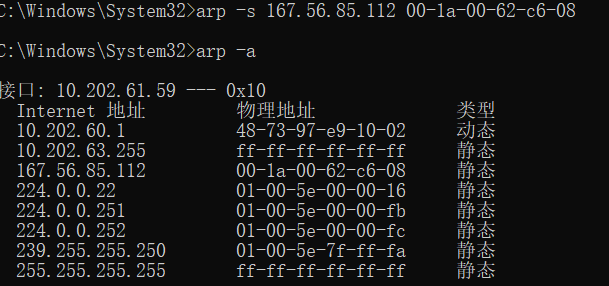 C:\Windows\System32>arp -s 167.56.85.112 00-1a-00-62-c6-08
C:\Windows\System32>arp -a
接口: 10.202.61.59 --- 0x10
Internet 地址 物理地址 类型
10.202.60.1 48-73-97-e9-10-02 动态
10.202.63.255 ff-ff-ff-ff-ff-ff 静态
167.56.85.112 00-1a-00-62-c6-08 静态
224.0.0.22 01-00-5e-00-00-16 静态
224.0.0.251 01-00-5e-00-00-fb 静态
224.0.0.252 01-00-5e-00-00-fc 静态
239.255.255.250 01-00-5e-7f-ff-fa 静态
255.255.255.255 ff-ff-ff-ff-ff-ff 静态